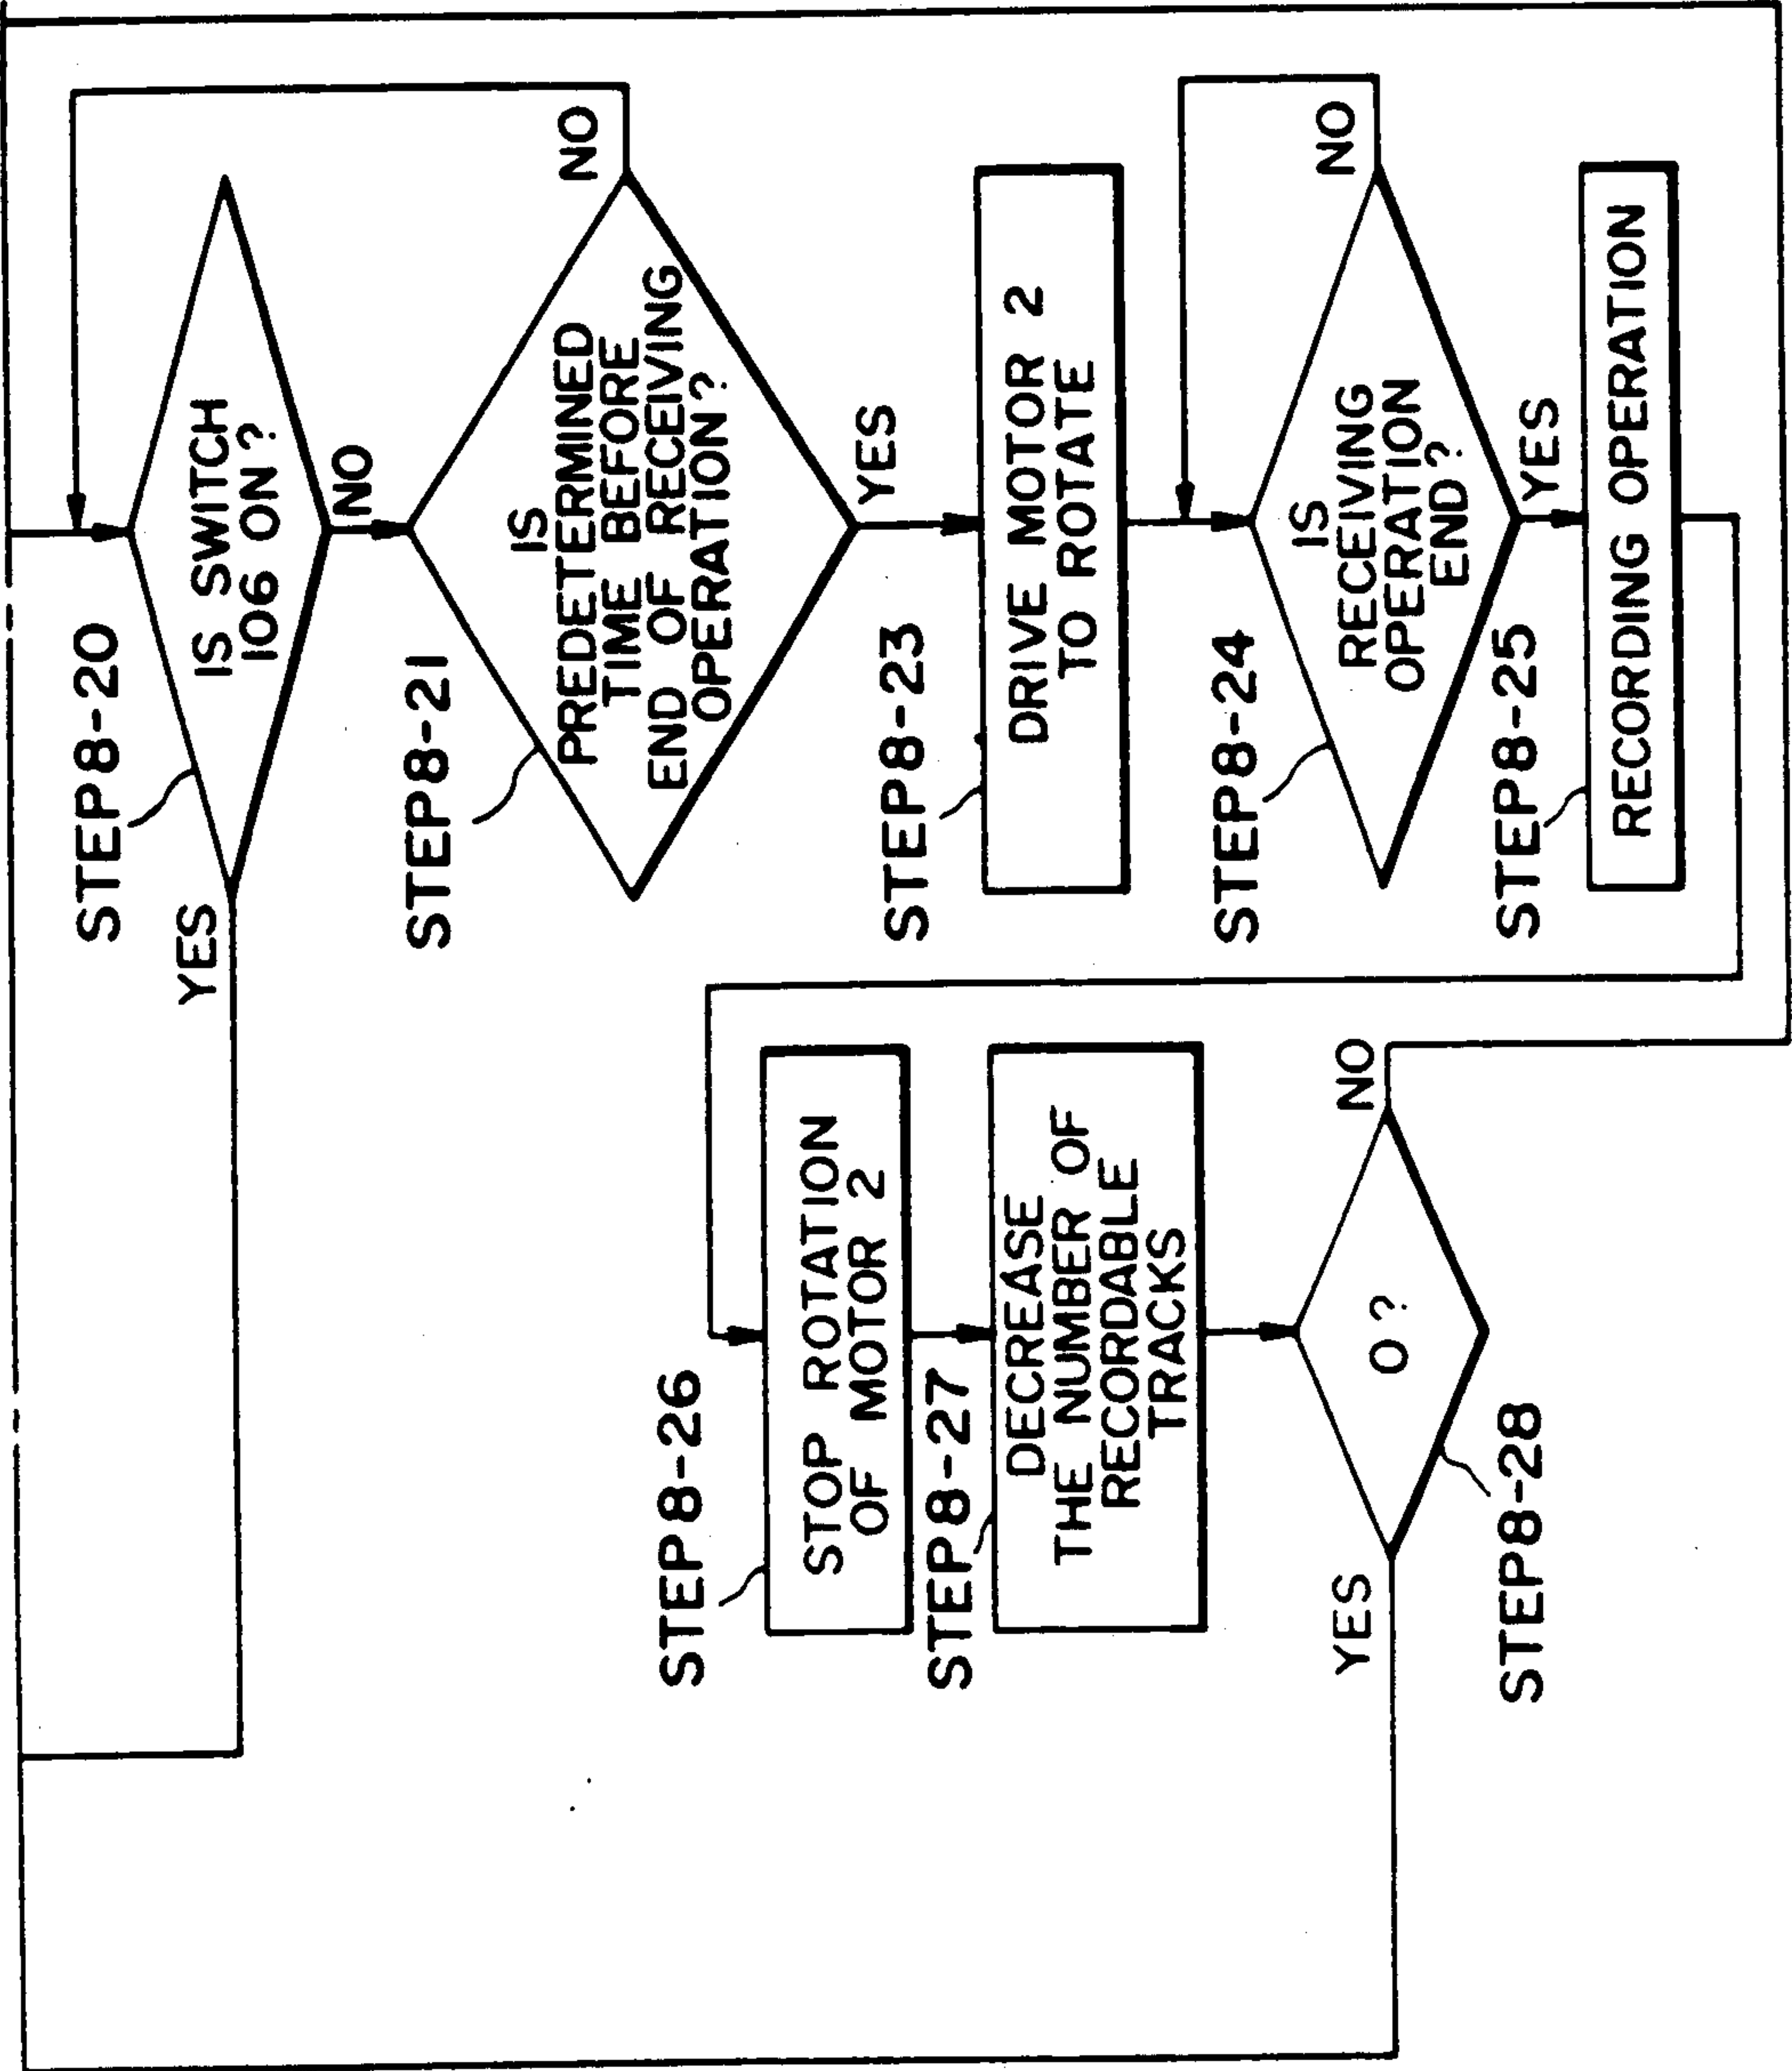 STEP8-20
IS SWITCH
106 ON?
YES
NO
STEP8-21
IS
PREDETERMINED
TIME BEFORE
END OF RECEIVING
OPERATION?
NO
YES
STEP8-23
DRIVE MOTOR 2
TO ROTATE
STEP8-24
IS
RECEIVING
OPERATION
END?
NO
YES
STEP8-25
RECORDING OPERATION
STEP8-26
STOP ROTATION
OF MOTOR 2
STEP8-27
DECREASE
THE NUMBER OF
RECORDABLE
TRACKS
0?
YES
NO
STEP8-28